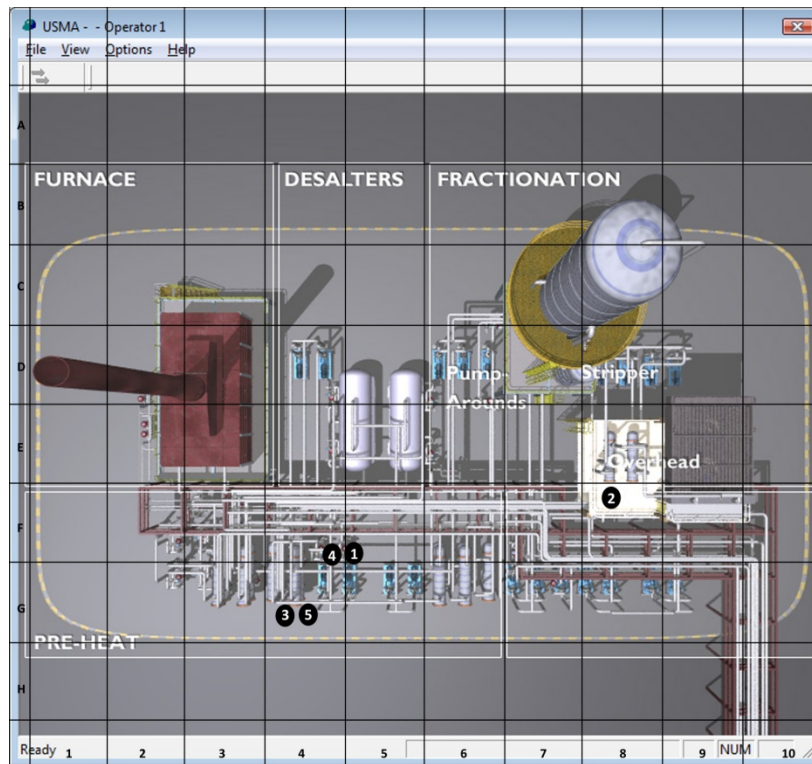 USMA - - Operator 1
File View Options Help
A
FURNACE DESALTERS FRACTIONATION
B
C
D Pump- Stripper
Arounds
E Overhead
2
F
4 1
G
3 5
PRE-HEAT
H
Ready 1 2 3 4 5 6 7 8 9 NUM 10